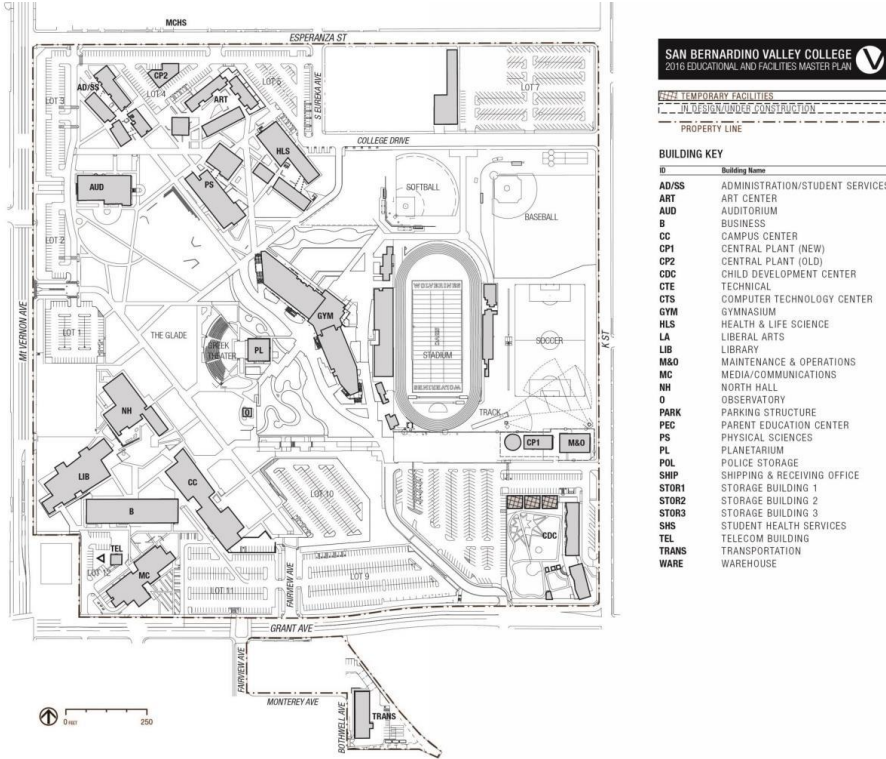 MCHS
ESPERANZA ST
LOT 3
AD/SS
CP2
LOT 4
ART
LOT 5
S EUREKA AVE
LOT 7
COLLEGE DRIVE
HLS
PS
AUD
SOFTBALL
BASEBALL
LOT 2
MT VERNON AVE
K ST
LOT 1
THE GLADE
GREEK
THEATER
PL
GYM
WOLVERINES
STADIUM
WOLVERINES
SOCCER
TRACK
NH
O
CP1
M&O
LIB
CC
LOT 10
B
CDC
TEL
LOT 12
MC
LOT 11
FAIRVIEW AVE
LOT 9
GRANT AVE
FAIRVIEW AVE
MONTEREY AVE
BOTHWELL AVE
TRANS
0 FEET 250
SAN BERNARDINO VALLEY COLLEGE
2016 EDUCATIONAL AND FACILITIES MASTER PLAN
V
TEMPORARY FACILITIES
IN DESIGN/UNDER CONSTRUCTION
PROPERTY LINE
BUILDING KEY
ID Building Name
AD/SS ADMINISTRATION/STUDENT SERVICES
ART ART CENTER
AUD AUDITORIUM
B BUSINESS
CC CAMPUS CENTER
CP1 CENTRAL PLANT (NEW)
CP2 CENTRAL PLANT (OLD)
CDC CHILD DEVELOPMENT CENTER
CTE TECHNICAL
CTS COMPUTER TECHNOLOGY CENTER
GYM GYMNASIUM
HLS HEALTH & LIFE SCIENCE
LA LIBERAL ARTS
LIB LIBRARY
M&O MAINTENANCE & OPERATIONS
MC MEDIA/COMMUNICATIONS
NH NORTH HALL
O OBSERVATORY
PARK PARKING STRUCTURE
PEC PARENT EDUCATION CENTER
PS PHYSICAL SCIENCES
PL PLANETARIUM
POL POLICE STORAGE
SHIP SHIPPING & RECEIVING OFFICE
STOR1 STORAGE BUILDING 1
STOR2 STORAGE BUILDING 2
STOR3 STORAGE BUILDING 3
SHS STUDENT HEALTH SERVICES
TEL TELECOM BUILDING
TRANS TRANSPORTATION
WARE WAREHOUSE